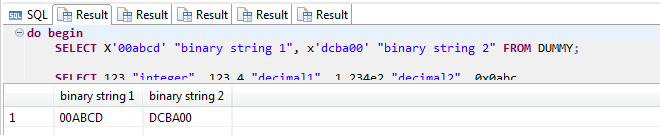 SQL Result Result Result Result Result
do begin
SELECT X'00abcd' "binary string 1", x'dcba00' "binary string 2" FROM DUMMY;
SELECT 123 "integer", 123.4 "decimal1", 1.234e2 "decimal2", 0x0abc
binary string 1 binary string 2
1 00ABCD DCBA00